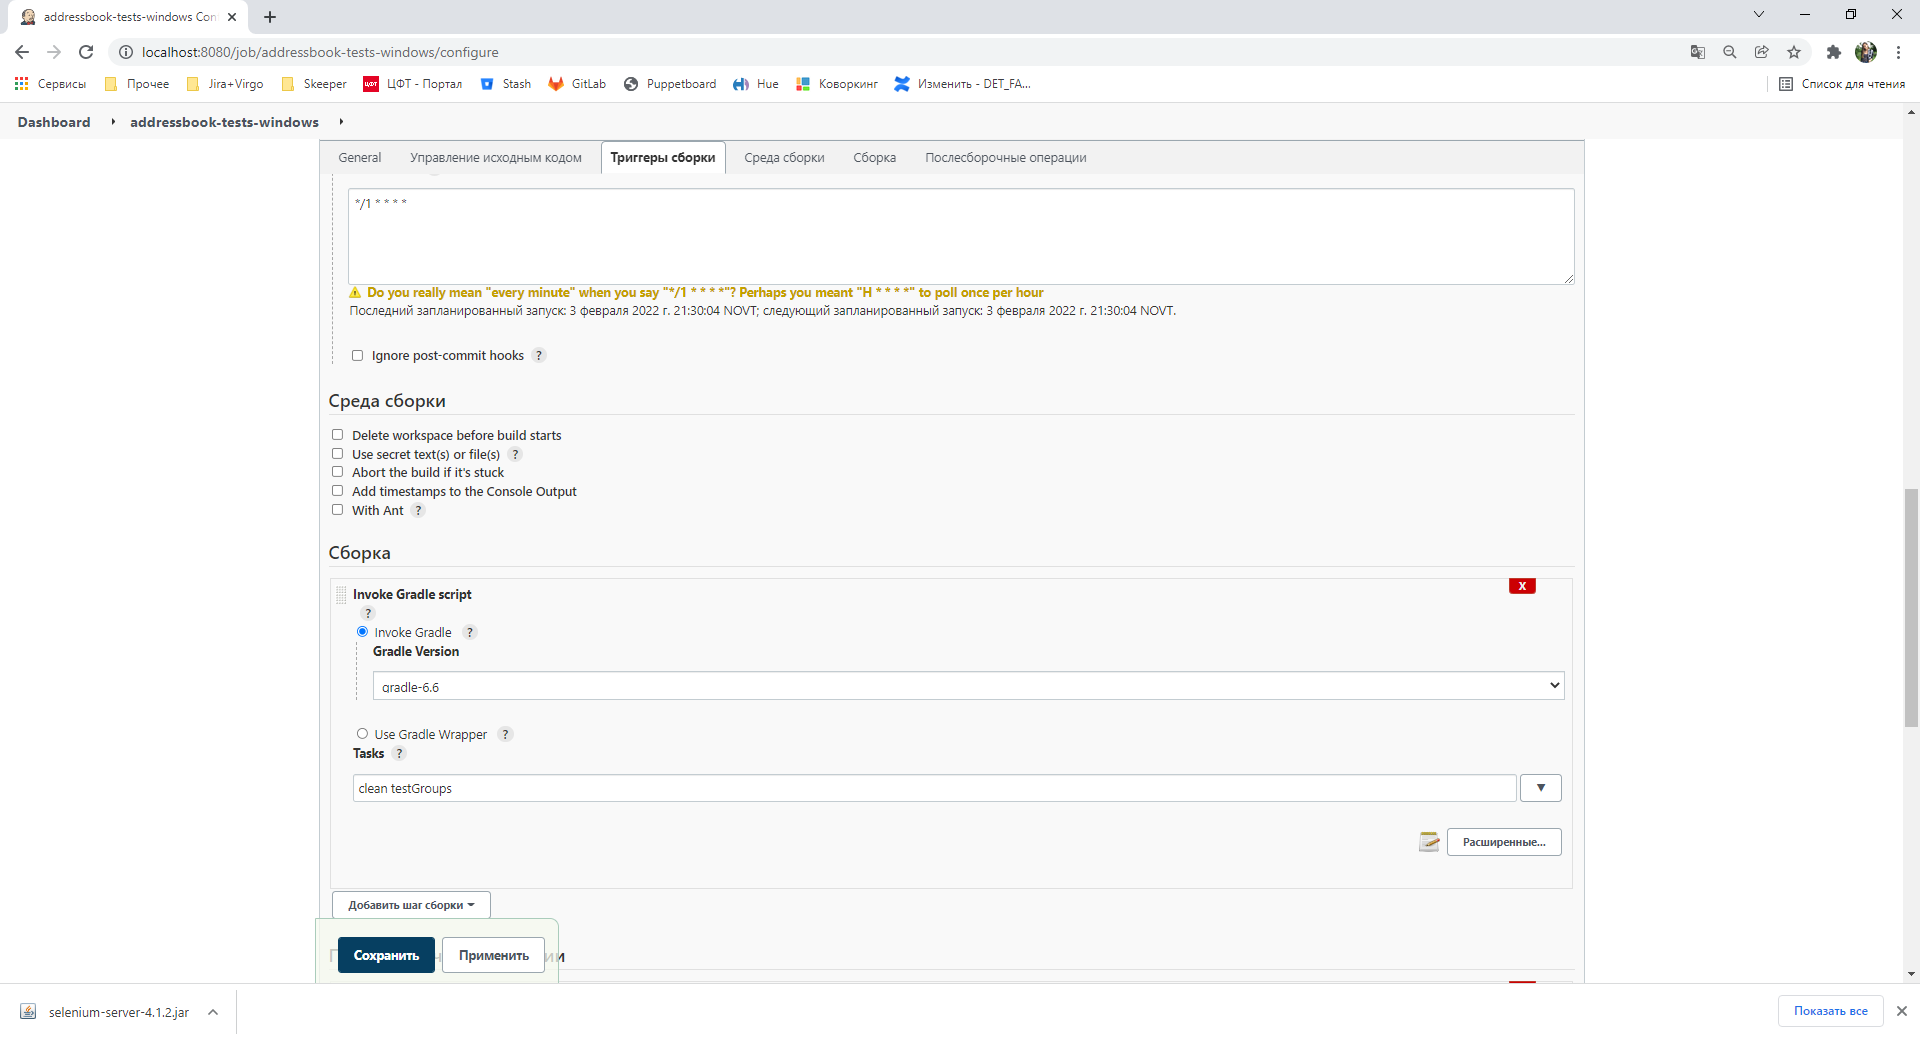 addressbook-tests-windows Con
localhost:8080/job/addressbook-tests-windows/configure
Сервисы Прочее Jira+Virgo Skeeper ЦФТ - Портал Stash GitLab Puppetboard Hue Коворкинг Изменить - DET_FA... Список для чтения
Dashboard addressbook-tests-windows
General Управление исходным кодом Триггеры сборки Среда сборки Сборка Послесборочные операции
*/1 * * * *
Do you really mean "every minute" when you say "*/1 * * * *"? Perhaps you meant "H * * * *" to poll once per hour
Последний запланированный запуск: 3 февраля 2022 г. 21:30:04 NOVT; следующий запланированный запуск: 3 февраля 2022 г. 21:30:04 NOVT.
Ignore post-commit hooks ?
Среда сборки
Delete workspace before build starts
Use secret text(s) or file(s) ?
Abort the build if it's stuck
Add timestamps to the Console Output
With Ant ?
Сборка
X
Invoke Gradle script
?
Invoke Gradle ?
Gradle Version
gradle-6.6
Use Gradle Wrapper ?
Tasks ?
clean testGroups
Расширенные...
Добавить шаг сборки
Сохранить Применить
selenium-server-4.1.2.jar Показать все